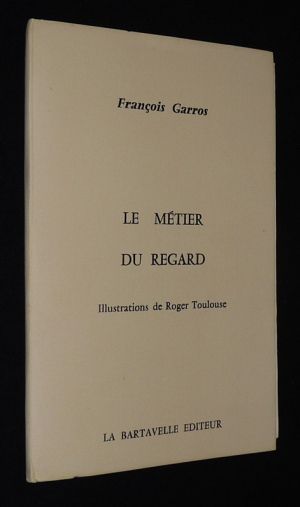 François Garros
LE MÉTIER
DU REGARD
Illustrations de Roger Toulouse
LA BARTAVELLE EDITEUR